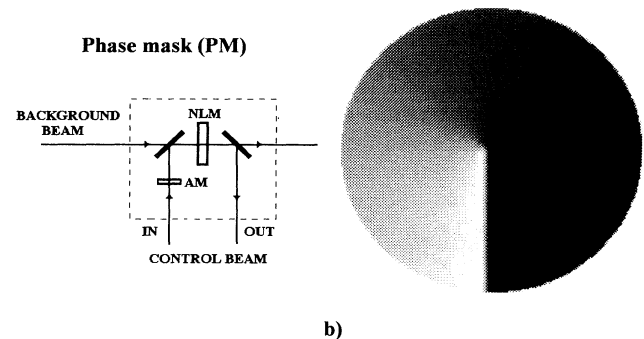 Phase mask (PM)
BACKGROUND
BEAM
NLM
AM
IN
OUT
CONTROL BEAM
b)